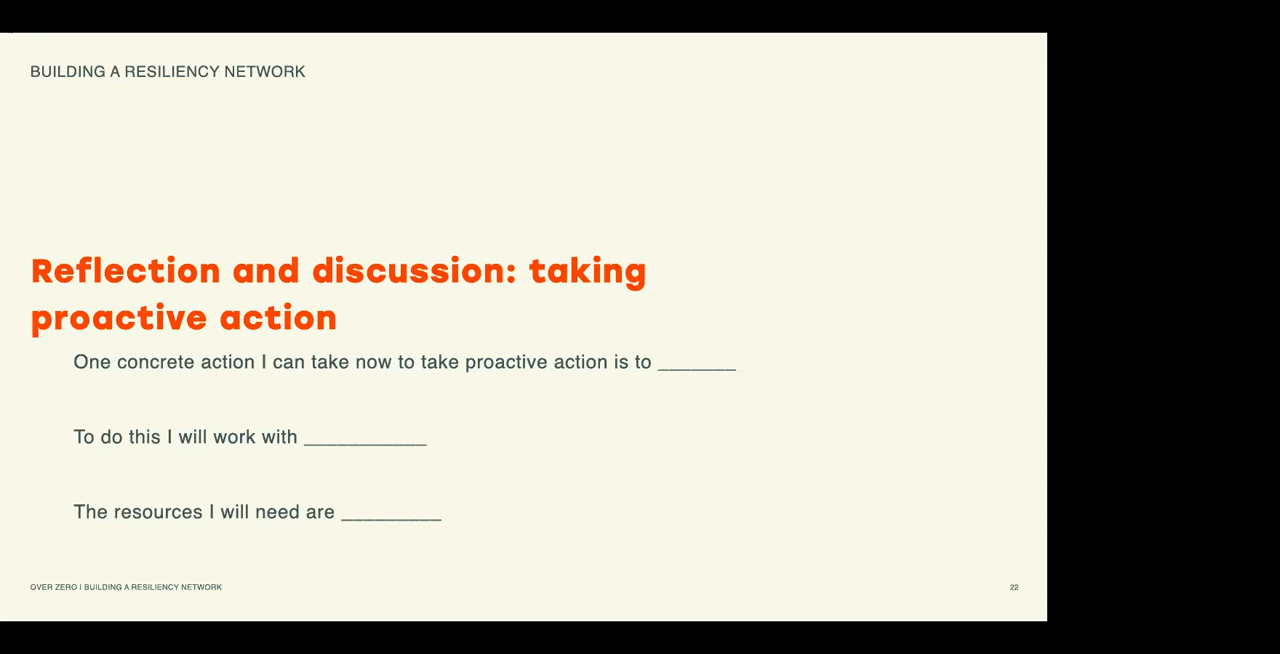 BUILDING A RESILIENCY NETWORK
Reflection and discussion: taking
proactive action
One concrete action I can take now to take proactive action is to _______
To do this I will work with ___________
The resources I will need are _________
OVER ZERO I BUILDING A RESILIENCY NETWORK
22